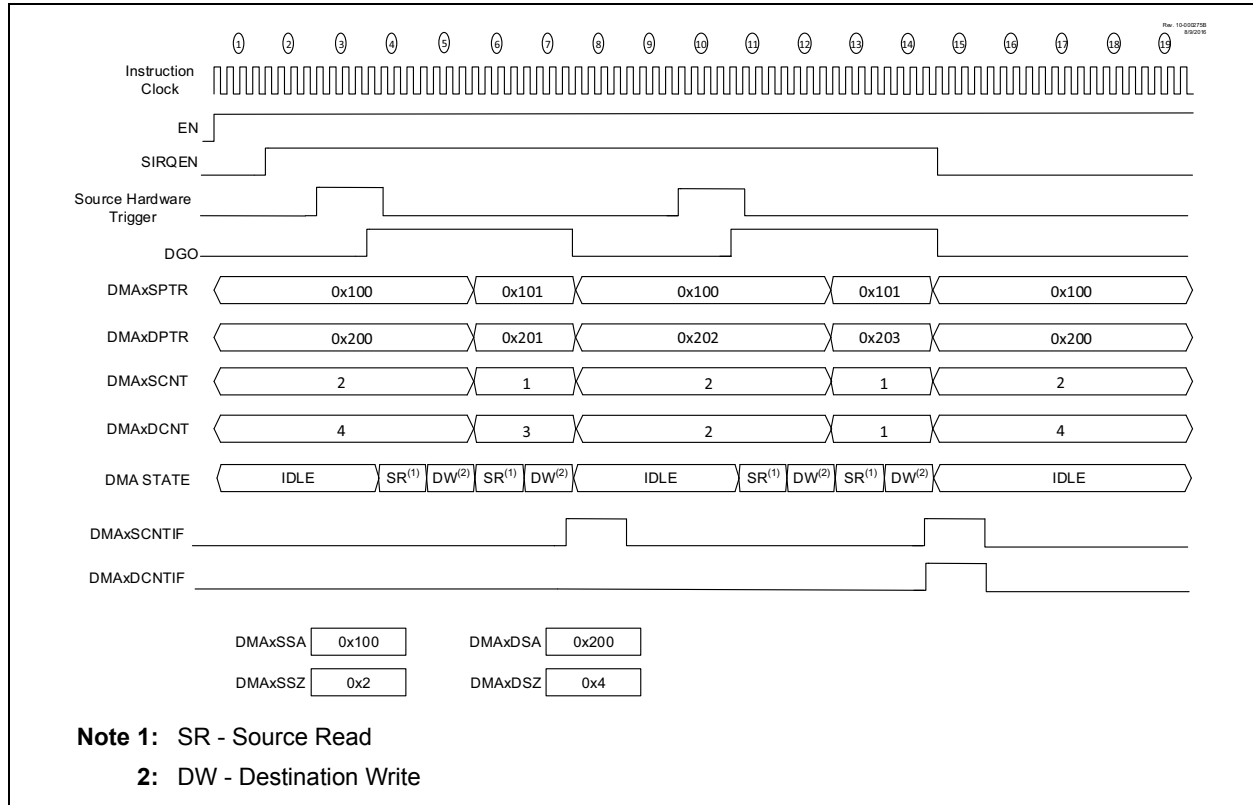 Rev. 10-000275B
8/9/2016
1 2 3 4 5 6 7 8 9 10 11 12 13 14 15 16 17 18 19
Instruction
Clock
EN
SIRQEN
Source Hardware
Trigger
DGO
DMAxSPTR 0x100 0x101 0x100 0x101 0x100
DMAxDPTR 0x200 0x201 0x202 0x203 0x200
DMAxSCNT 2 1 2 1 2
DMAxDCNT 4 3 2 1 4
DMA STATE IDLE SR(1) DW(2) SR(1) DW(2) IDLE SR(1) DW(2) SR(1) DW(2) IDLE
DMAxSCNTIF
DMAxDCNTIF
DMAxSSA 0x100 DMAxDSA 0x200
DMAxSSZ 0x2 DMAxDSZ 0x4
Note 1: SR - Source Read
2: DW - Destination Write